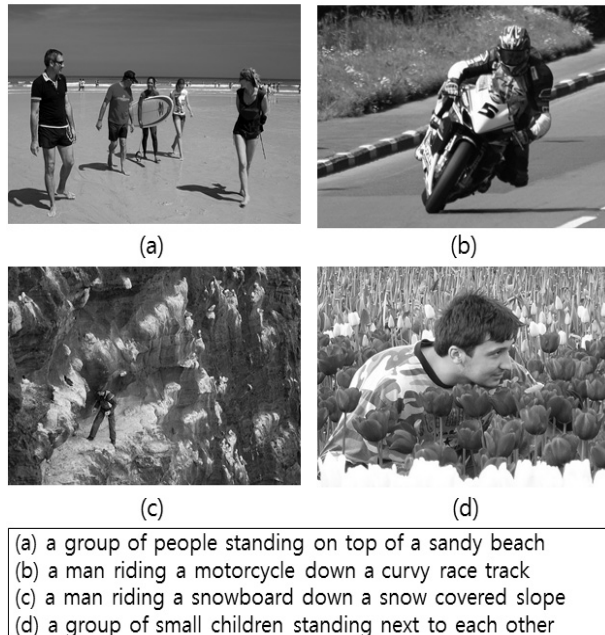 (a)
(b)
5
(c)
(d)
(a) a group of people standing on top of a sandy beach
(b) a man riding a motorcycle down a curvy race track
(c) a man riding a snowboard down a snow covered slope
(d) a group of small children standing next to each other